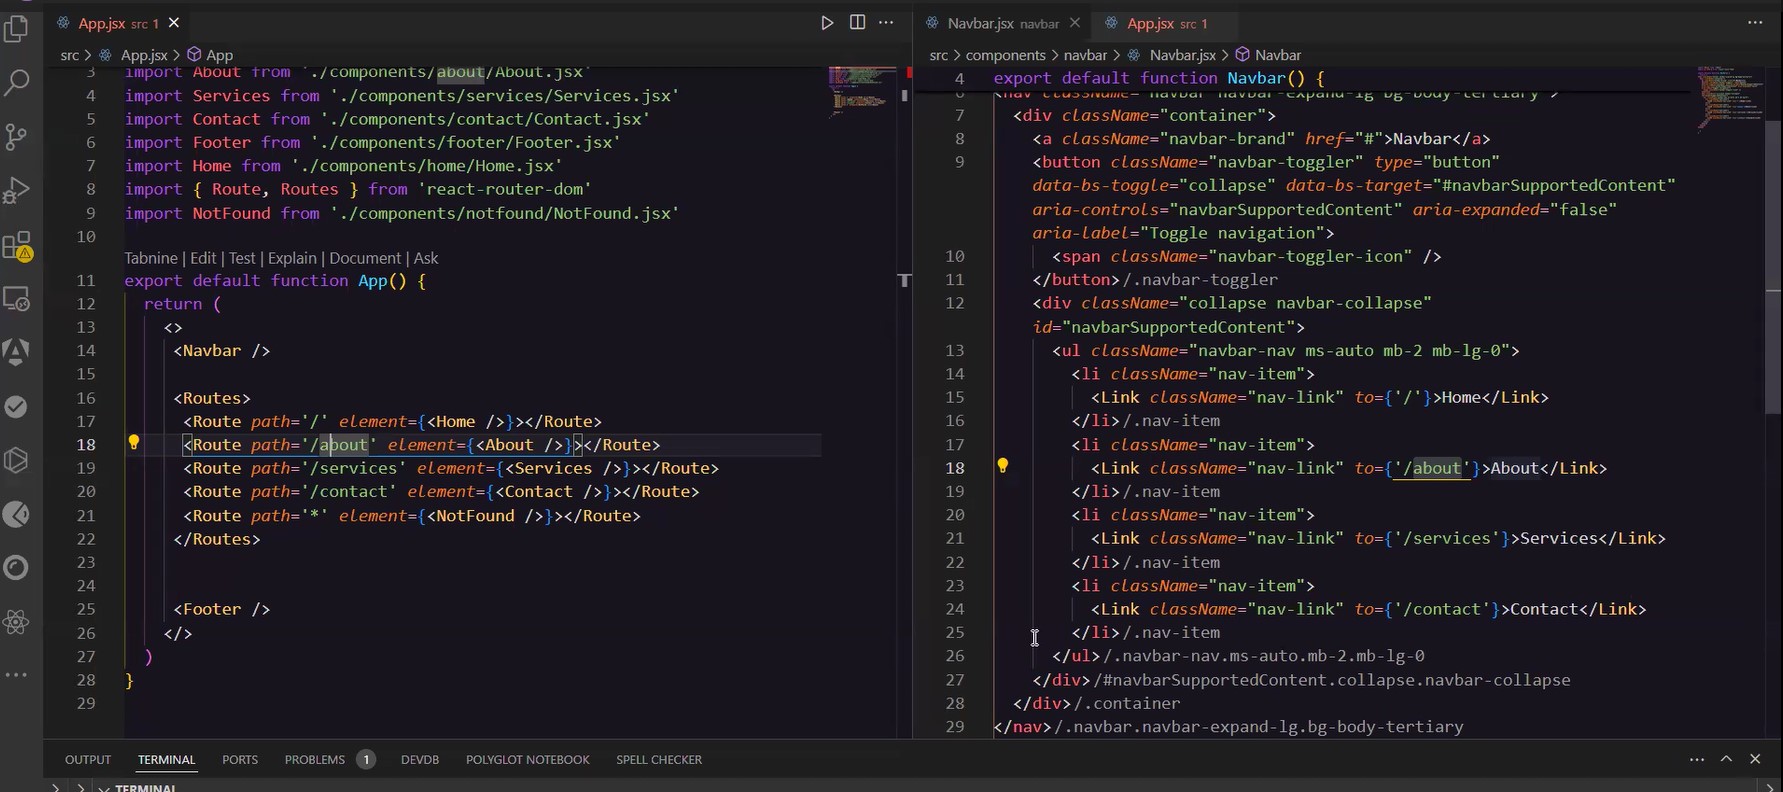 App.jsx src 1
src > App.jsx > App
3 import About from './components/about/About.jsx'
4 import Services from './components/services/Services.jsx'
5 import Contact from './components/contact/Contact.jsx'
6 import Footer from './components/footer/Footer.jsx'
7 import Home from './components/home/Home.jsx'
8 import { Route, Routes } from 'react-router-dom'
9 import NotFound from './components/notfound/NotFound.jsx'
10
Tabnine | Edit | Test | Explain | Document | Ask
11 export default function App() {
12 return (
13 <>
14 <Navbar />
15
16 <Routes>
17 <Route path='/' element={<Home />}></Route>
18 <Route path='/about' element={<About />}></Route>
19 <Route path='/services' element={<Services />}></Route>
20 <Route path='/contact' element={<Contact />}></Route>
21 <Route path='*' element={<NotFound />}></Route>
22 </Routes>
23
24
25 <Footer />
26 </>
27 )
28 }
29
Navbar.jsx navbar
App.jsx src 1
src > components > navbar > Navbar.jsx > Navbar
4 export default function Navbar() {
6 <nav className="navbar navbar-expand-lg bg-body-tertiary">
7 <div className="container">
8 <a className="navbar-brand" href="#">Navbar</a>
9 <button className="navbar-toggler" type="button"
data-bs-toggle="collapse" data-bs-target="#navbarSupportedContent"
aria-controls="navbarSupportedContent" aria-expanded="false"
aria-label="Toggle navigation">
10 <span className="navbar-toggler-icon" />
11 </button>/.navbar-toggler
12 <div className="collapse navbar-collapse"
id="navbarSupportedContent">
13 <ul className="navbar-nav ms-auto mb-2 mb-lg-0">
14 <li className="nav-item">
15 <Link className="nav-link" to={'/'}>Home</Link>
16 </li>/.nav-item
17 <li className="nav-item">
18 <Link className="nav-link" to={'/about'}>About</Link>
19 </li>/.nav-item
20 <li className="nav-item">
21 <Link className="nav-link" to={'/services'}>Services</Link>
22 </li>/.nav-item
23 <li className="nav-item">
24 <Link className="nav-link" to={'/contact'}>Contact</Link>
25 </li>/.nav-item
26 </ul>/.navbar-nav.ms-auto.mb-2.mb-lg-0
27 </div>/#navbarSupportedContent.collapse.navbar-collapse
28 </div>/.container
29 </nav>/.navbar.navbar-expand-lg.bg-body-tertiary
OUTPUT TERMINAL PORTS PROBLEMS 1 DEVDB POLYGLOT NOTEBOOK SPELL CHECKER
TERMINAL